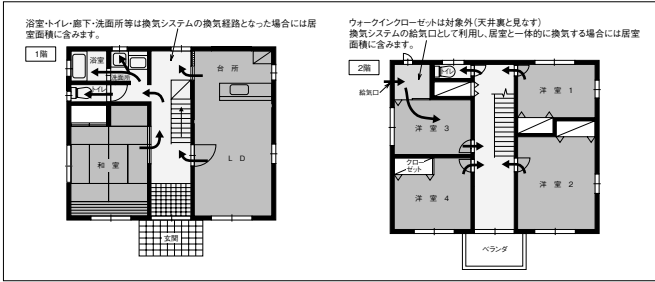 浴室・トイレ・廊下・洗面所等は換気システムの換気経路となった場合には居
室面積に含みます。
1階
浴室
洗面所
トイレ
台 所
和 室
L D
玄関
ウォークインクローゼットは対象外(天井裏と見なす)
換気システムの給気口として利用し、居室と一体的に換気する場合には居室
面積に含みます。
2階
トイレ
給気口
洋 室 1
洋 室 3
クロー
ゼット
洋 室 4
洋 室 2
ベランダ